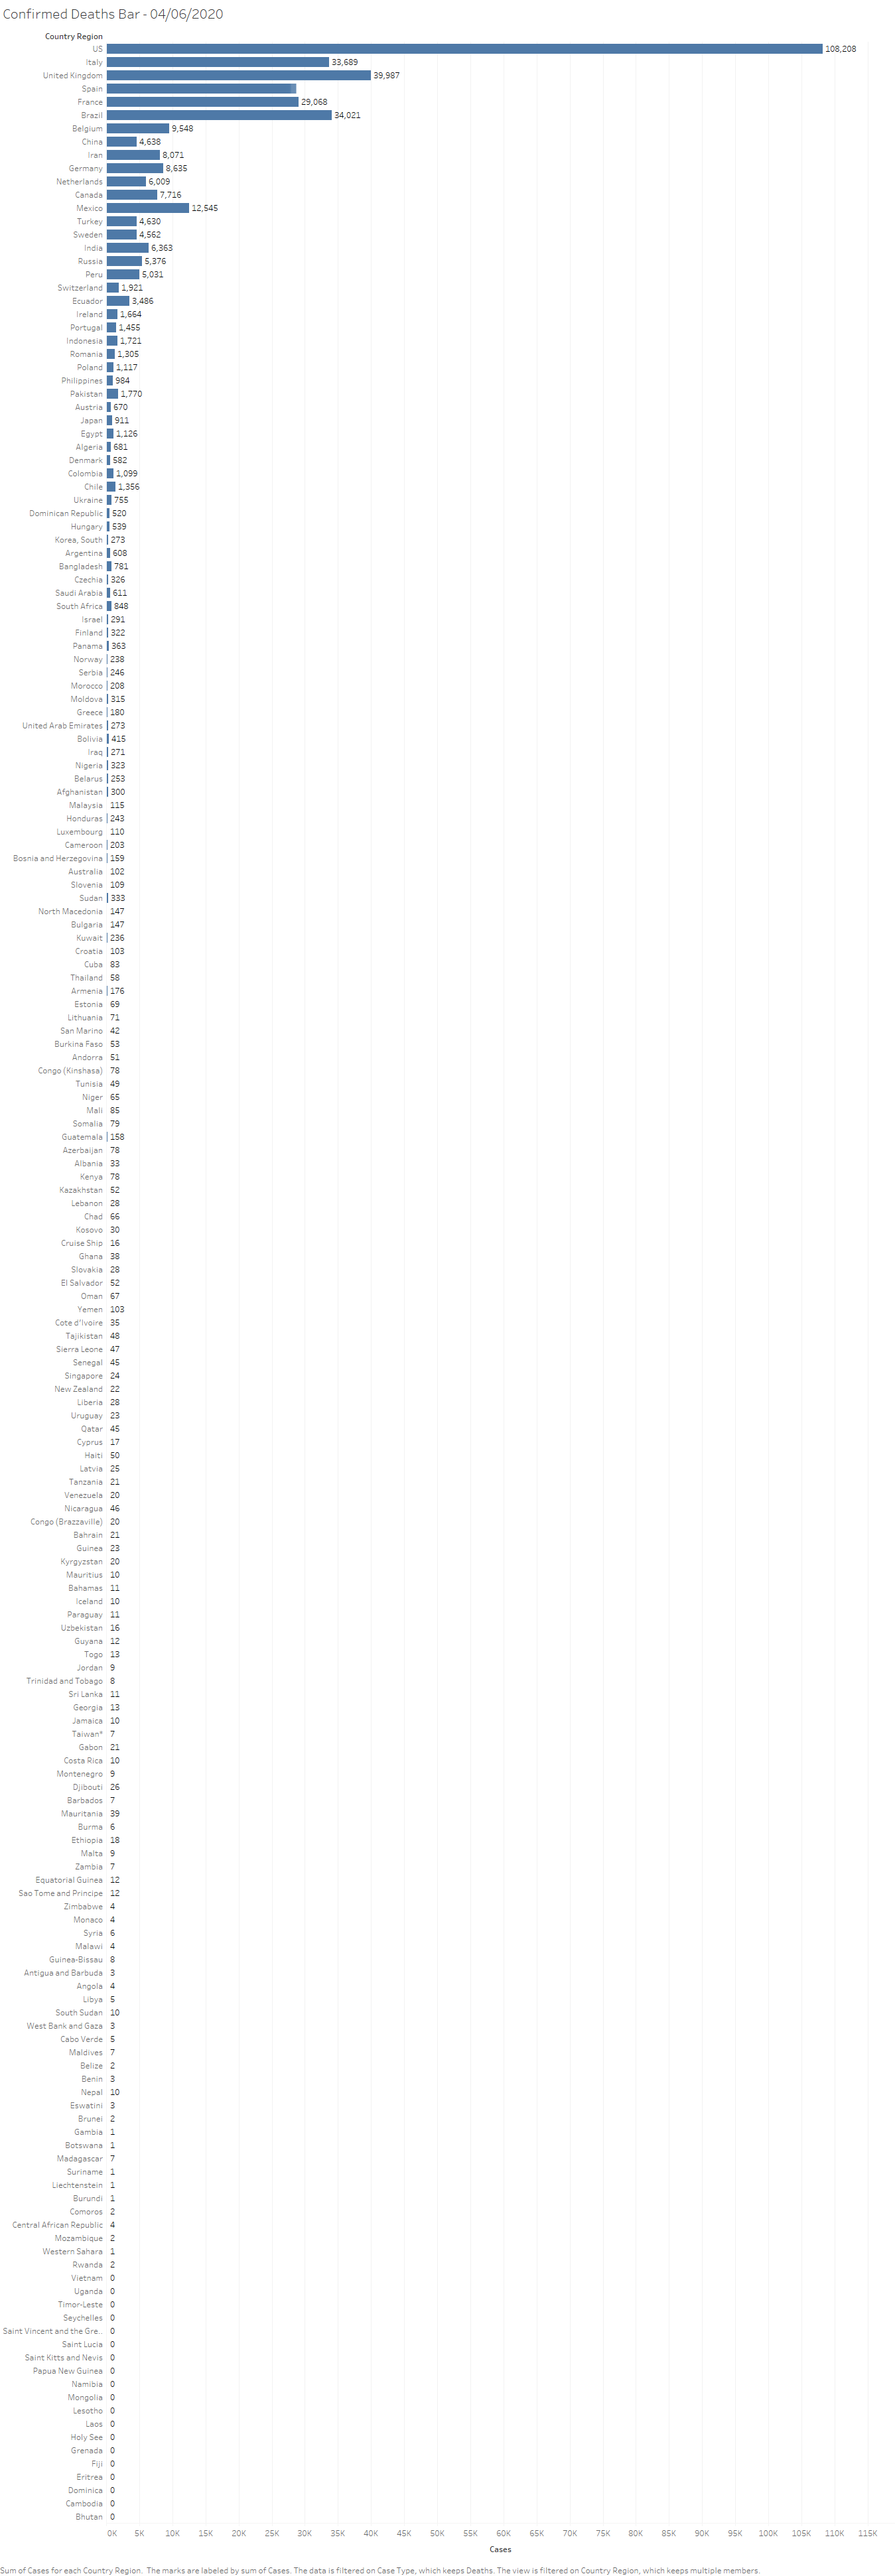 Confirmed Deaths Bar - 04/06/2020
Country Region
US 108,208
Italy 33,689
United Kingdom 39,987
Spain
France 29,068
Brazil 34,021
Belgium 9,548
China 4,638
Iran 8,071
Germany 8,635
Netherlands 6,009
Canada 7,716
Mexico 12,545
Turkey 4,630
Sweden 4,562
India 6,363
Russia 5,376
Peru 5,031
Switzerland 1,921
Ecuador 3,486
Ireland 1,664
Portugal 1,455
Indonesia 1,721
Romania 1,305
Poland 1,117
Philippines 984
Pakistan 1,770
Austria 670
Japan 911
Egypt 1,126
Algeria 681
Denmark 582
Colombia 1,099
Chile 1,356
Ukraine 755
Dominican Republic 520
Hungary 539
Korea, South 273
Argentina 608
Bangladesh 781
Czechia 326
Saudi Arabia 611
South Africa 848
Israel 291
Finland 322
Panama 363
Norway 238
Serbia 246
Morocco 208
Moldova 315
Greece 180
United Arab Emirates 273
Bolivia 415
Iraq 271
Nigeria 323
Belarus 253
Afghanistan 300
Malaysia 115
Honduras 243
Luxembourg 110
Cameroon 203
Bosnia and Herzegovina 159
Australia 102
Slovenia 109
Sudan 333
North Macedonia 147
Bulgaria 147
Kuwait 236
Croatia 103
Cuba 83
Thailand 58
Armenia 176
Estonia 69
Lithuania 71
San Marino 42
Burkina Faso 53
Andorra 51
Congo (Kinshasa) 78
Tunisia 49
Niger 65
Mali 85
Somalia 79
Guatemala 158
Azerbaijan 78
Albania 33
Kenya 78
Kazakhstan 52
Lebanon 28
Chad 66
Kosovo 30
Cruise Ship 16
Ghana 38
Slovakia 28
El Salvador 52
Oman 67
Yemen 103
Cote d'Ivoire 35
Tajikistan 48
Sierra Leone 47
Senegal 45
Singapore 24
New Zealand 22
Liberia 28
Uruguay 23
Qatar 45
Cyprus 17
Haiti 50
Latvia 25
Tanzania 21
Venezuela 20
Nicaragua 46
Congo (Brazzaville) 20
Bahrain 21
Guinea 23
Kyrgyzstan 20
Mauritius 10
Bahamas 11
Iceland 10
Paraguay 11
Uzbekistan 16
Guyana 12
Togo 13
Jordan 9
Trinidad and Tobago 8
Sri Lanka 11
Georgia 13
Jamaica 10
Taiwan* 7
Gabon 21
Costa Rica 10
Montenegro 9
Djibouti 26
Barbados 7
Mauritania 39
Burma 6
Ethiopia 18
Malta 9
Zambia 7
Equatorial Guinea 12
Sao Tome and Principe 12
Zimbabwe 4
Monaco 4
Syria 6
Malawi 4
Guinea-Bissau 8
Antigua and Barbuda 3
Angola 4
Libya 5
South Sudan 10
West Bank and Gaza 3
Cabo Verde 5
Maldives 7
Belize 2
Benin 3
Nepal 10
Eswatini 3
Brunei 2
Gambia 1
Botswana 1
Madagascar 7
Suriname 1
Liechtenstein 1
Burundi 1
Comoros 2
Central African Republic 4
Mozambique 2
Western Sahara 1
Rwanda 2
Vietnam 0
Uganda 0
Timor-Leste 0
Seychelles 0
Saint Vincent and the Gre.. 0
Saint Lucia 0
Saint Kitts and Nevis 0
Papua New Guinea 0
Namibia 0
Mongolia 0
Lesotho 0
Laos 0
Holy See 0
Grenada 0
Fiji 0
Eritrea 0
Dominica 0
Cambodia 0
Bhutan 0
0K 5K 10K 15K 20K 25K 30K 35K 40K 45K 50K 55K 60K 65K 70K 75K 80K 85K 90K 95K 100K 105K 110K 115K
Cases
Sum of Cases for each Country Region. The marks are labeled by sum of Cases. The data is filtered on Case Type, which keeps Deaths. The view is filtered on Country Region, which keeps multiple members.